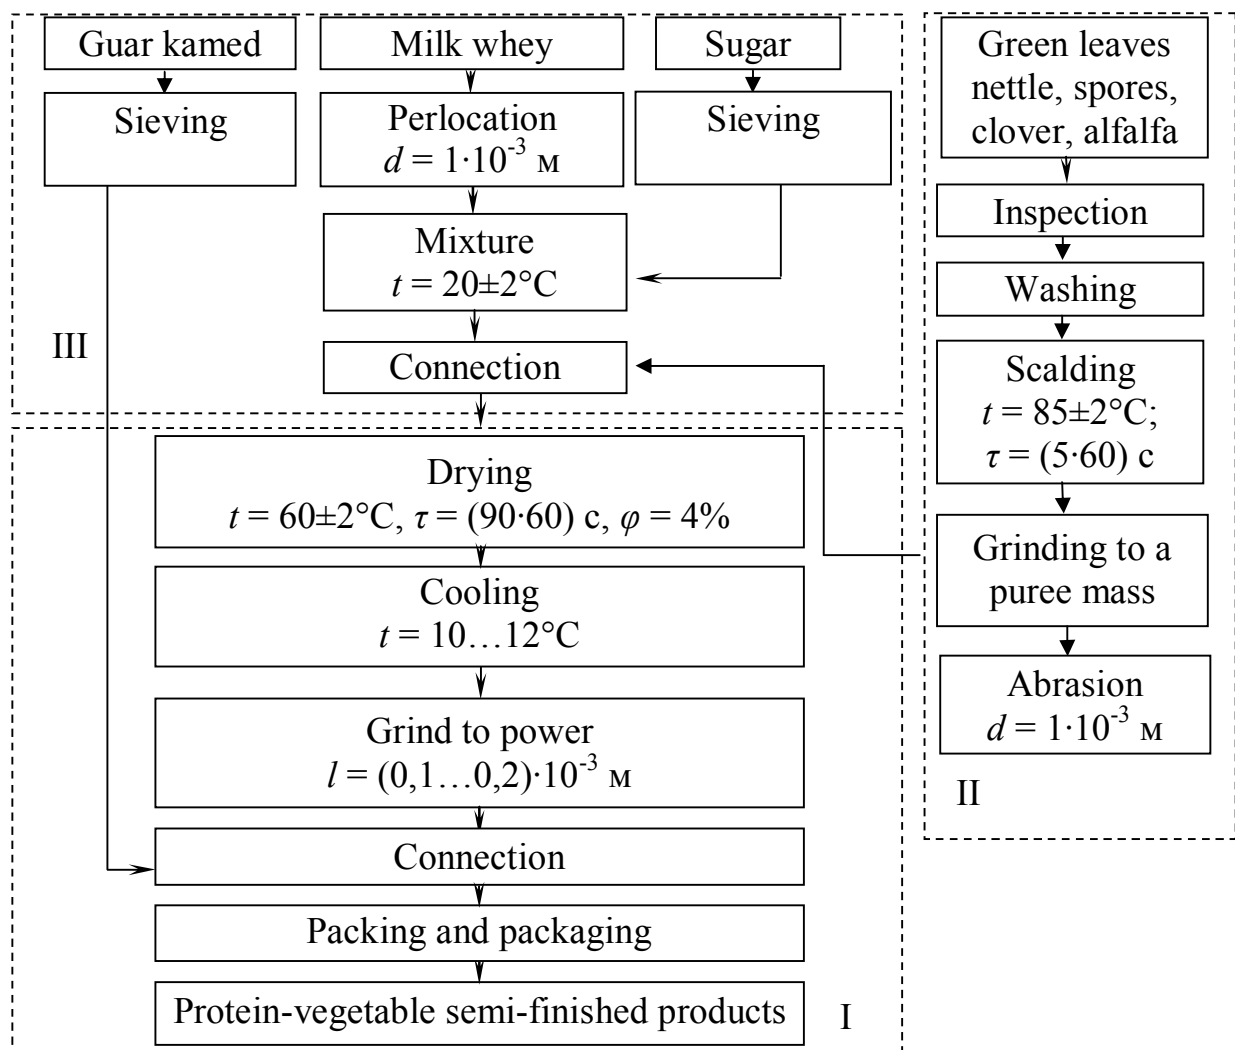 Guar kamed
Sieving
Milk whey
Perlocation
d = 1·10⁻³ м
Sugar
Sieving
Mixture
t = 20±2°C
III
Connection
Green leaves
nettle, spores,
clover, alfalfa
Inspection
Washing
Scalding
t = 85±2°C;
τ = (5·60) c
Grinding to a
puree mass
Abrasion
d = 1·10⁻³ м
II
Drying
t = 60±2°C, τ = (90·60) c, φ = 4%
Cooling
t = 10…12°C
Grind to power
l = (0,1…0,2)·10⁻³ м
Connection
Packing and packaging
Protein-vegetable semi-finished products
I